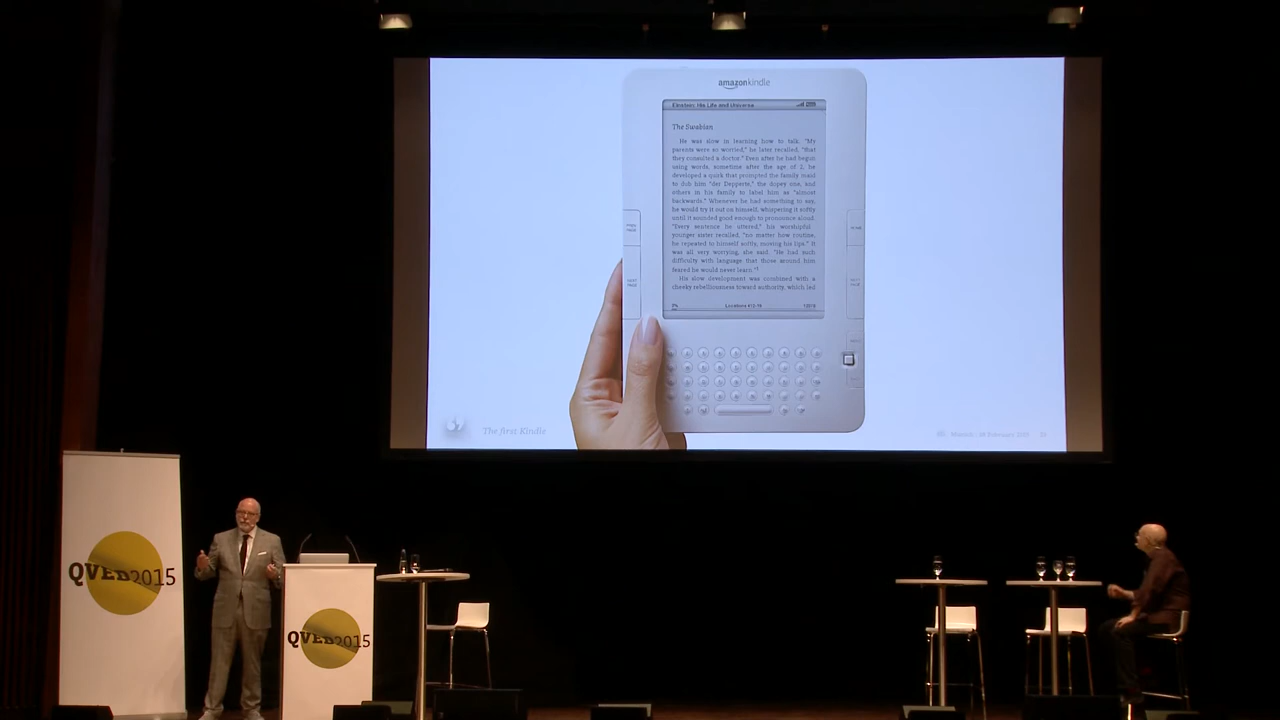 amazonkindle
Einstein: His Life and Universe
The Swabian
He was slow in learning how to talk. "My
parents were so worried," he later recalled, "that
they consulted a doctor." Even after he had begun
using words, sometime after the age of 2, he
developed a quirk that prompted the family maid
to dub him "der Depperte," the dopey one, and
others in his family to label him as "almost
backwards." Whenever he had something to say,
he would try it out on himself, whispering it softly
until it sounded good enough to pronounce aloud.
"Every sentence he uttered," his worshipful
younger sister recalled, "no matter how routine,
he repeated to himself softly, moving his lips." It
was all very worrying, she said. "He had such
difficulty with language that those around him
feared he would never learn."1
His slow development was combined with a
cheeky rebelliousness toward authority, which led
PREV
PAGE
NEXT
PAGE
HOME
NEXT
PAGE
The first Kindle
QVED2015
QVED2015